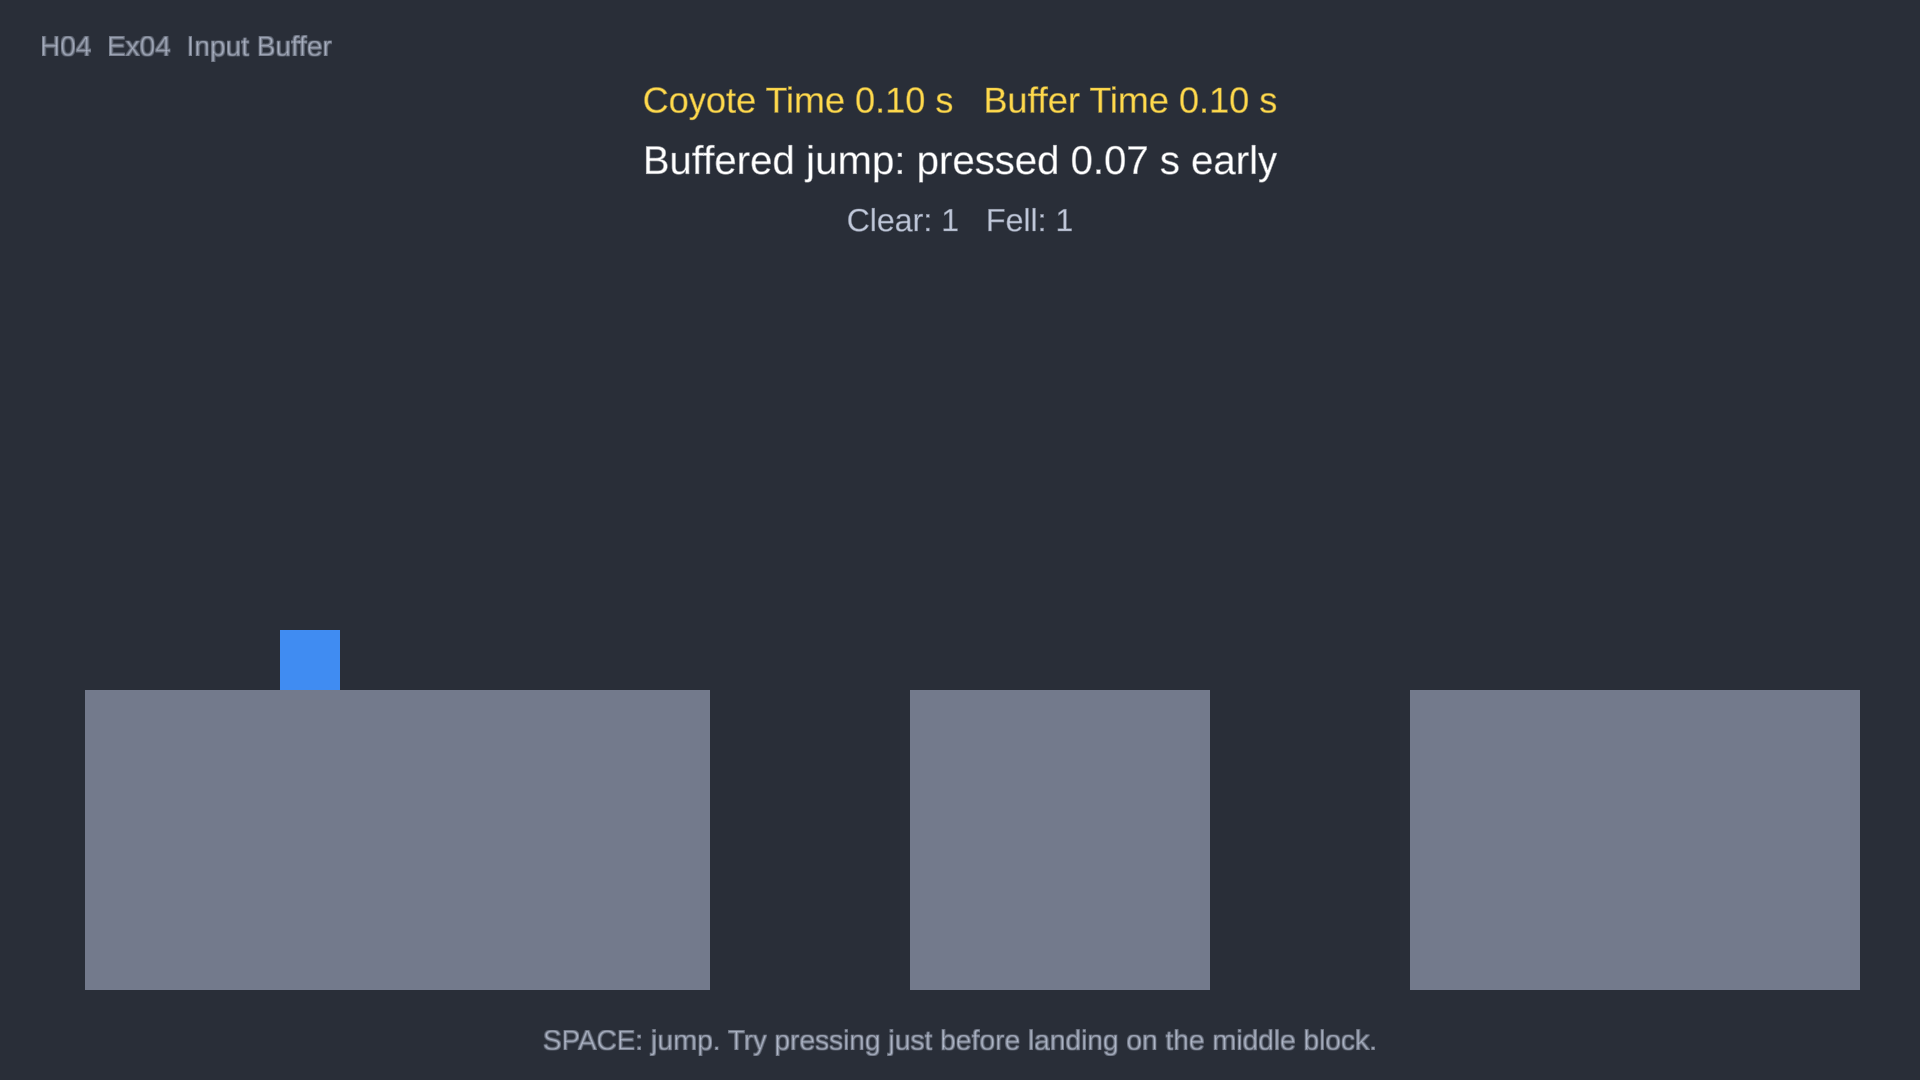 H04 Ex04 Input Buffer
Coyote Time 0.10 s Buffer Time 0.10 s
Buffered jump: pressed 0.07 s early
Clear: 1 Fell: 1
SPACE: jump. Try pressing just before landing on the middle block.